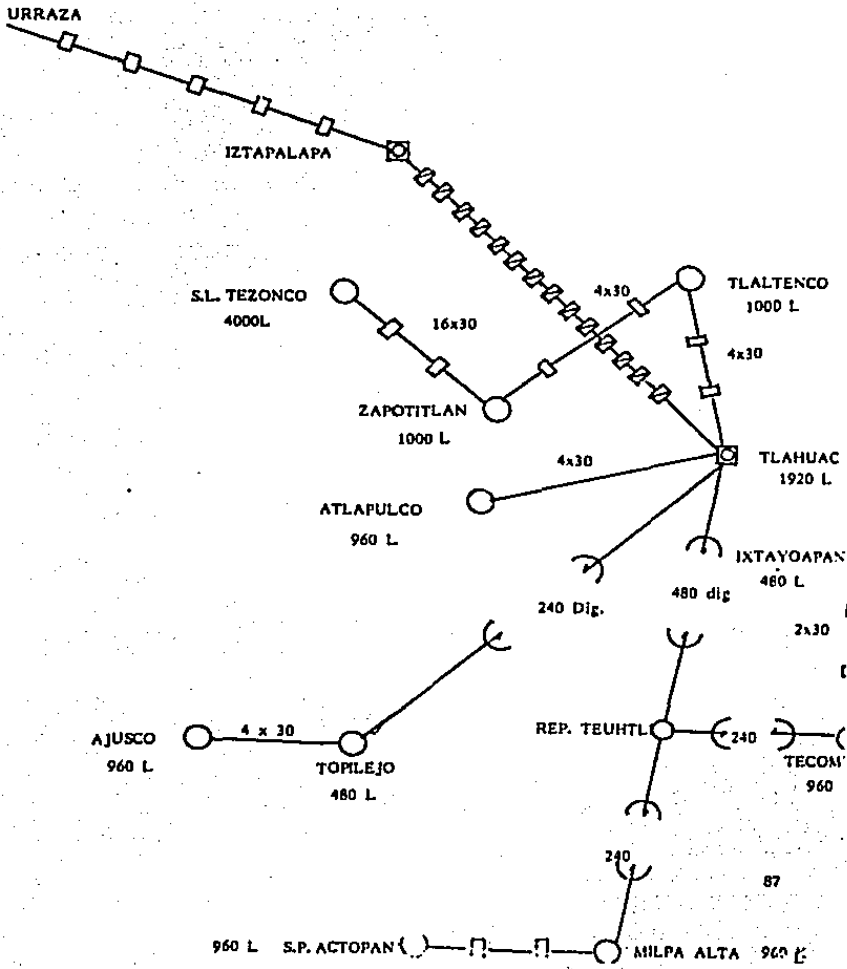 URRAZA
IZTAPALAPA
S.L. TEZONCO
4000L
16x30
4x30
TLALTENCO
1000 L
4x30
ZAPOTITLAN
1000 L
4x30
TLAHUAC
1920 L
ATLAPULCO
960 L
IXTAYOAPAN
480 L
240 Dig.
480 dig
2x30
AJUSCO
960 L
4 x 30
TOPILEJO
480 L
REP. TEUHTL
240
TECOM
960
240
87
960 L S.P. ACTOPAN
MILPA ALTA 960 L